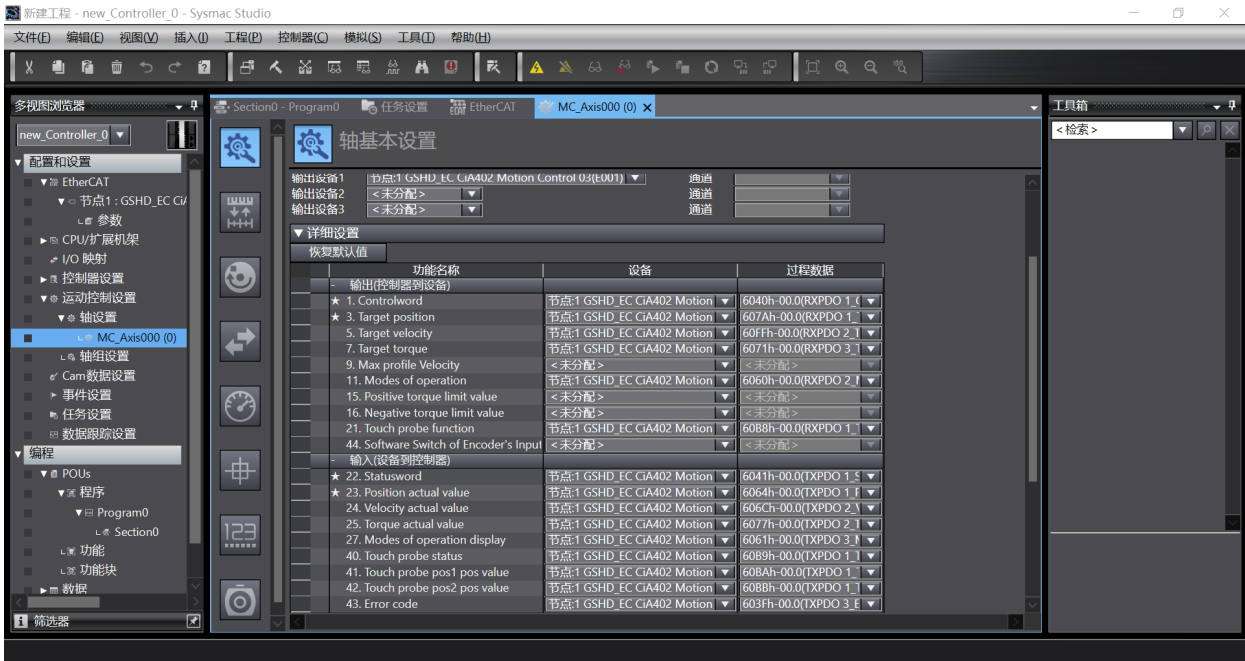 新建工程 - new_Controller_0 - Sysmac Studio
文件(F) 编辑(E) 视图(V) 插入(I) 工程(P) 控制器(C) 模拟(S) 工具(T) 帮助(H)
多视图浏览器
new_Controller_0
配置和设置
EtherCAT
节点1 : GSHD_EC CiA
参数
CPU/扩展机架
I/O 映射
控制器设置
运动控制设置
轴设置
MC_Axis000 (0)
轴组设置
Cam数据设置
事件设置
任务设置
数据跟踪设置
编程
POUs
程序
Program0
Section0
功能
功能块
数据
筛选器
Section0 - Program0 任务设置 EtherCAT MC_Axis000 (0)
轴基本设置
输出设备1 节点:1 GSHD_EC CiA402 Motion Control 03(E001) 通道
输出设备2 <未分配> 通道
输出设备3 <未分配> 通道
详细设置
恢复默认值
功能名称 设备 过程数据
- 输出(控制器到设备)
★ 1. Controlword 节点:1 GSHD_EC CiA402 Motion 6040h-00.0(RXPDO 1_
★ 3. Target position 节点:1 GSHD_EC CiA402 Motion 607Ah-00.0(RXPDO 1_
5. Target velocity 节点:1 GSHD_EC CiA402 Motion 60FFh-00.0(RXPDO 2_
7. Target torque 节点:1 GSHD_EC CiA402 Motion 6071h-00.0(RXPDO 3_
9. Max profile Velocity <未分配> <未分配>
11. Modes of operation 节点:1 GSHD_EC CiA402 Motion 6060h-00.0(RXPDO 2_
15. Positive torque limit value <未分配> <未分配>
16. Negative torque limit value <未分配> <未分配>
21. Touch probe function 节点:1 GSHD_EC CiA402 Motion 60B8h-00.0(RXPDO 1_
44. Software Switch of Encoder's Input <未分配> <未分配>
- 输入(设备到控制器)
★ 22. Statusword 节点:1 GSHD_EC CiA402 Motion 6041h-00.0(TXPDO 1_S
★ 23. Position actual value 节点:1 GSHD_EC CiA402 Motion 6064h-00.0(TXPDO 1_
24. Velocity actual value 节点:1 GSHD_EC CiA402 Motion 606Ch-00.0(TXPDO 2_
25. Torque actual value 节点:1 GSHD_EC CiA402 Motion 6077h-00.0(TXPDO 2_
27. Modes of operation display 节点:1 GSHD_EC CiA402 Motion 6061h-00.0(TXPDO 3_
40. Touch probe status 节点:1 GSHD_EC CiA402 Motion 60B9h-00.0(TXPDO 1_
41. Touch probe pos1 pos value 节点:1 GSHD_EC CiA402 Motion 60BAh-00.0(TXPDO 1_
42. Touch probe pos2 pos value 节点:1 GSHD_EC CiA402 Motion 60BBh-00.0(TXPDO 1_
43. Error code 节点:1 GSHD_EC CiA402 Motion 603Fh-00.0(TXPDO 3_E
工具箱
<检索>